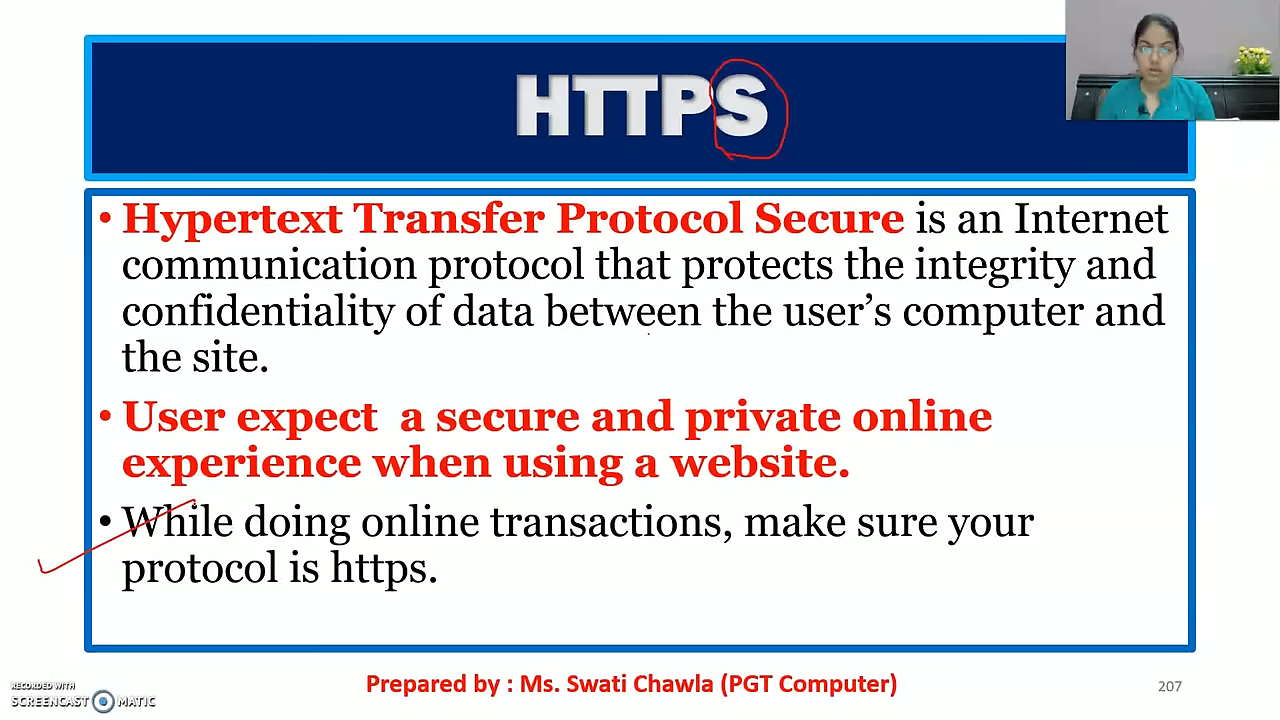 HTTPS
• Hypertext Transfer Protocol Secure is an Internet
communication protocol that protects the integrity and
confidentiality of data between the user’s computer and
the site.
• User expect a secure and private online
experience when using a website.
• While doing online transactions, make sure your
protocol is https.
Prepared by : Ms. Swati Chawla (PGT Computer)
207
RECORDED WITH
SCREENCAST MATIC